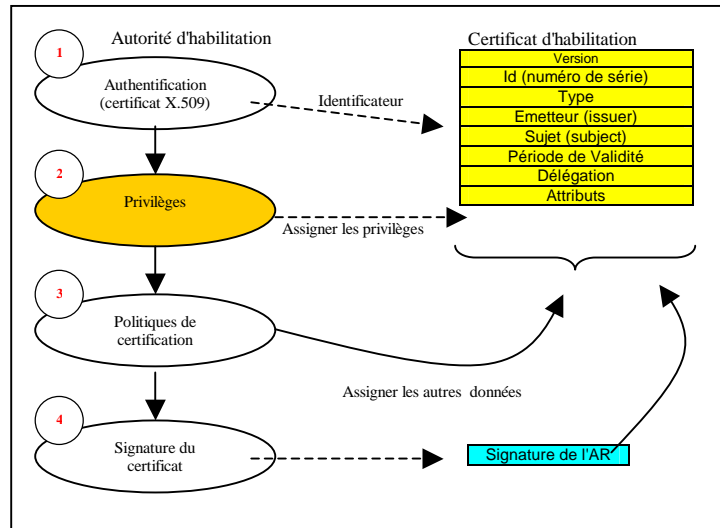 1
Autorité d'habilitation
Certificat d'habilitation
Authentification
(certificat X.509)
Identificateur
Version
Id (numéro de série)
Type
Emetteur (issuer)
Sujet (subject)
Période de Validité
Délégation
Attributs
2
Privilèges
Assigner les privilèges
3
Politiques de
certification
Assigner les autres données
4
Signature du
certificat
Signature de l'AR